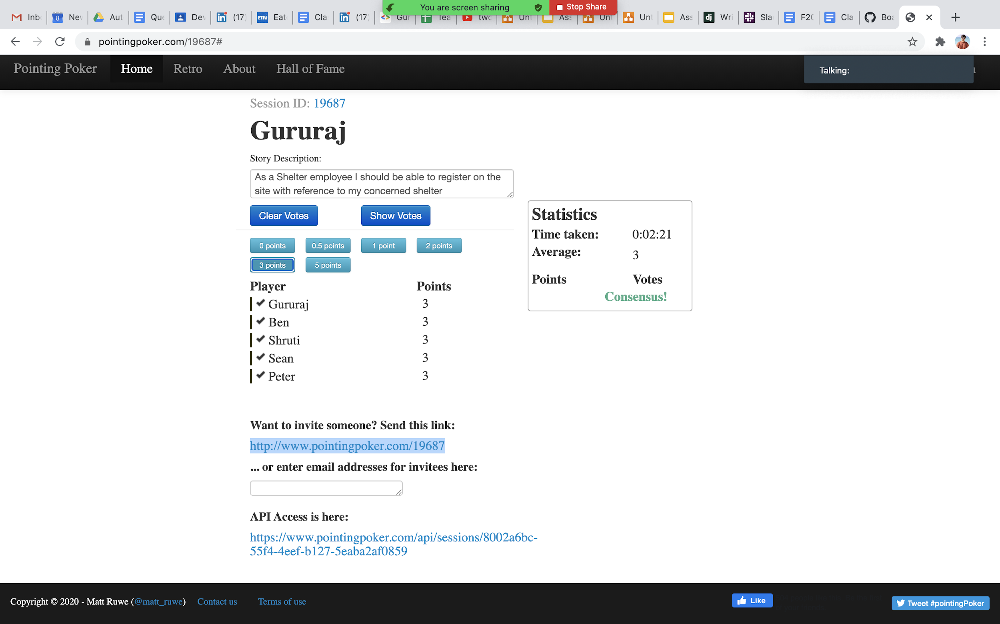 You are screen sharing Stop Share
Inb 8 Nev Aut Que Dev in (17) ETN Eat Cla in (17) Gur Tea two Unt Ass Unt Unt Ass dj Wri Sla F20 Cla Boa
pointingpoker.com/19687#
Pointing Poker Home Retro About Hall of Fame
Talking:
Session ID: 19687
Gururaj
Story Description:
As a Shelter employee I should be able to register on the
site with reference to my concerned shelter
Clear Votes Show Votes
0 points 0.5 points 1 point 2 points
3 points 5 points
Player Points
Gururaj 3
Ben 3
Shruti 3
Sean 3
Peter 3
Statistics
Time taken: 0:02:21
Average: 3
Points Votes
Consensus!
Want to invite someone? Send this link:
http://www.pointingpoker.com/19687
... or enter email addresses for invitees here:
API Access is here:
https://www.pointingpoker.com/api/sessions/8002a6bc-
55f4-4eef-b127-5eaba2af0859
Copyright © 2020 - Matt Ruwe (@matt_ruwe) Contact us Terms of use
Like
Tweet #pointingPoker